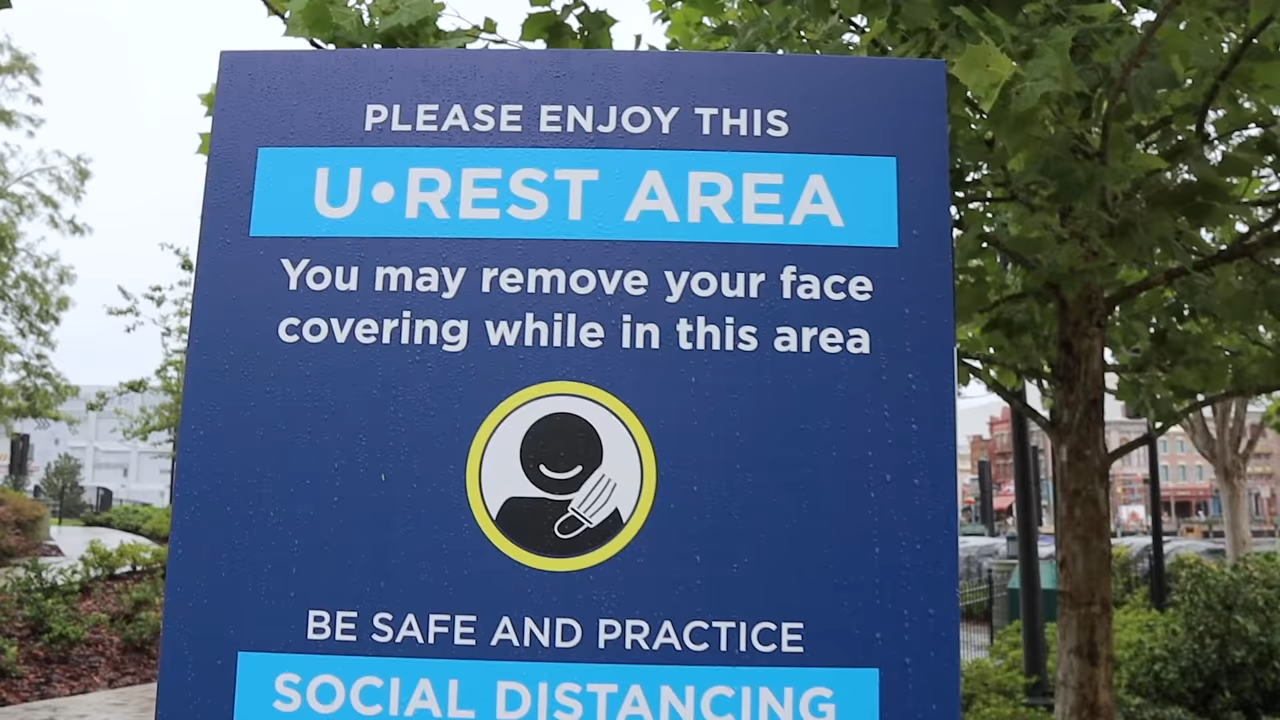 PLEASE ENJOY THIS
U•REST AREA
You may remove your face
covering while in this area
BE SAFE AND PRACTICE
SOCIAL DISTANCING